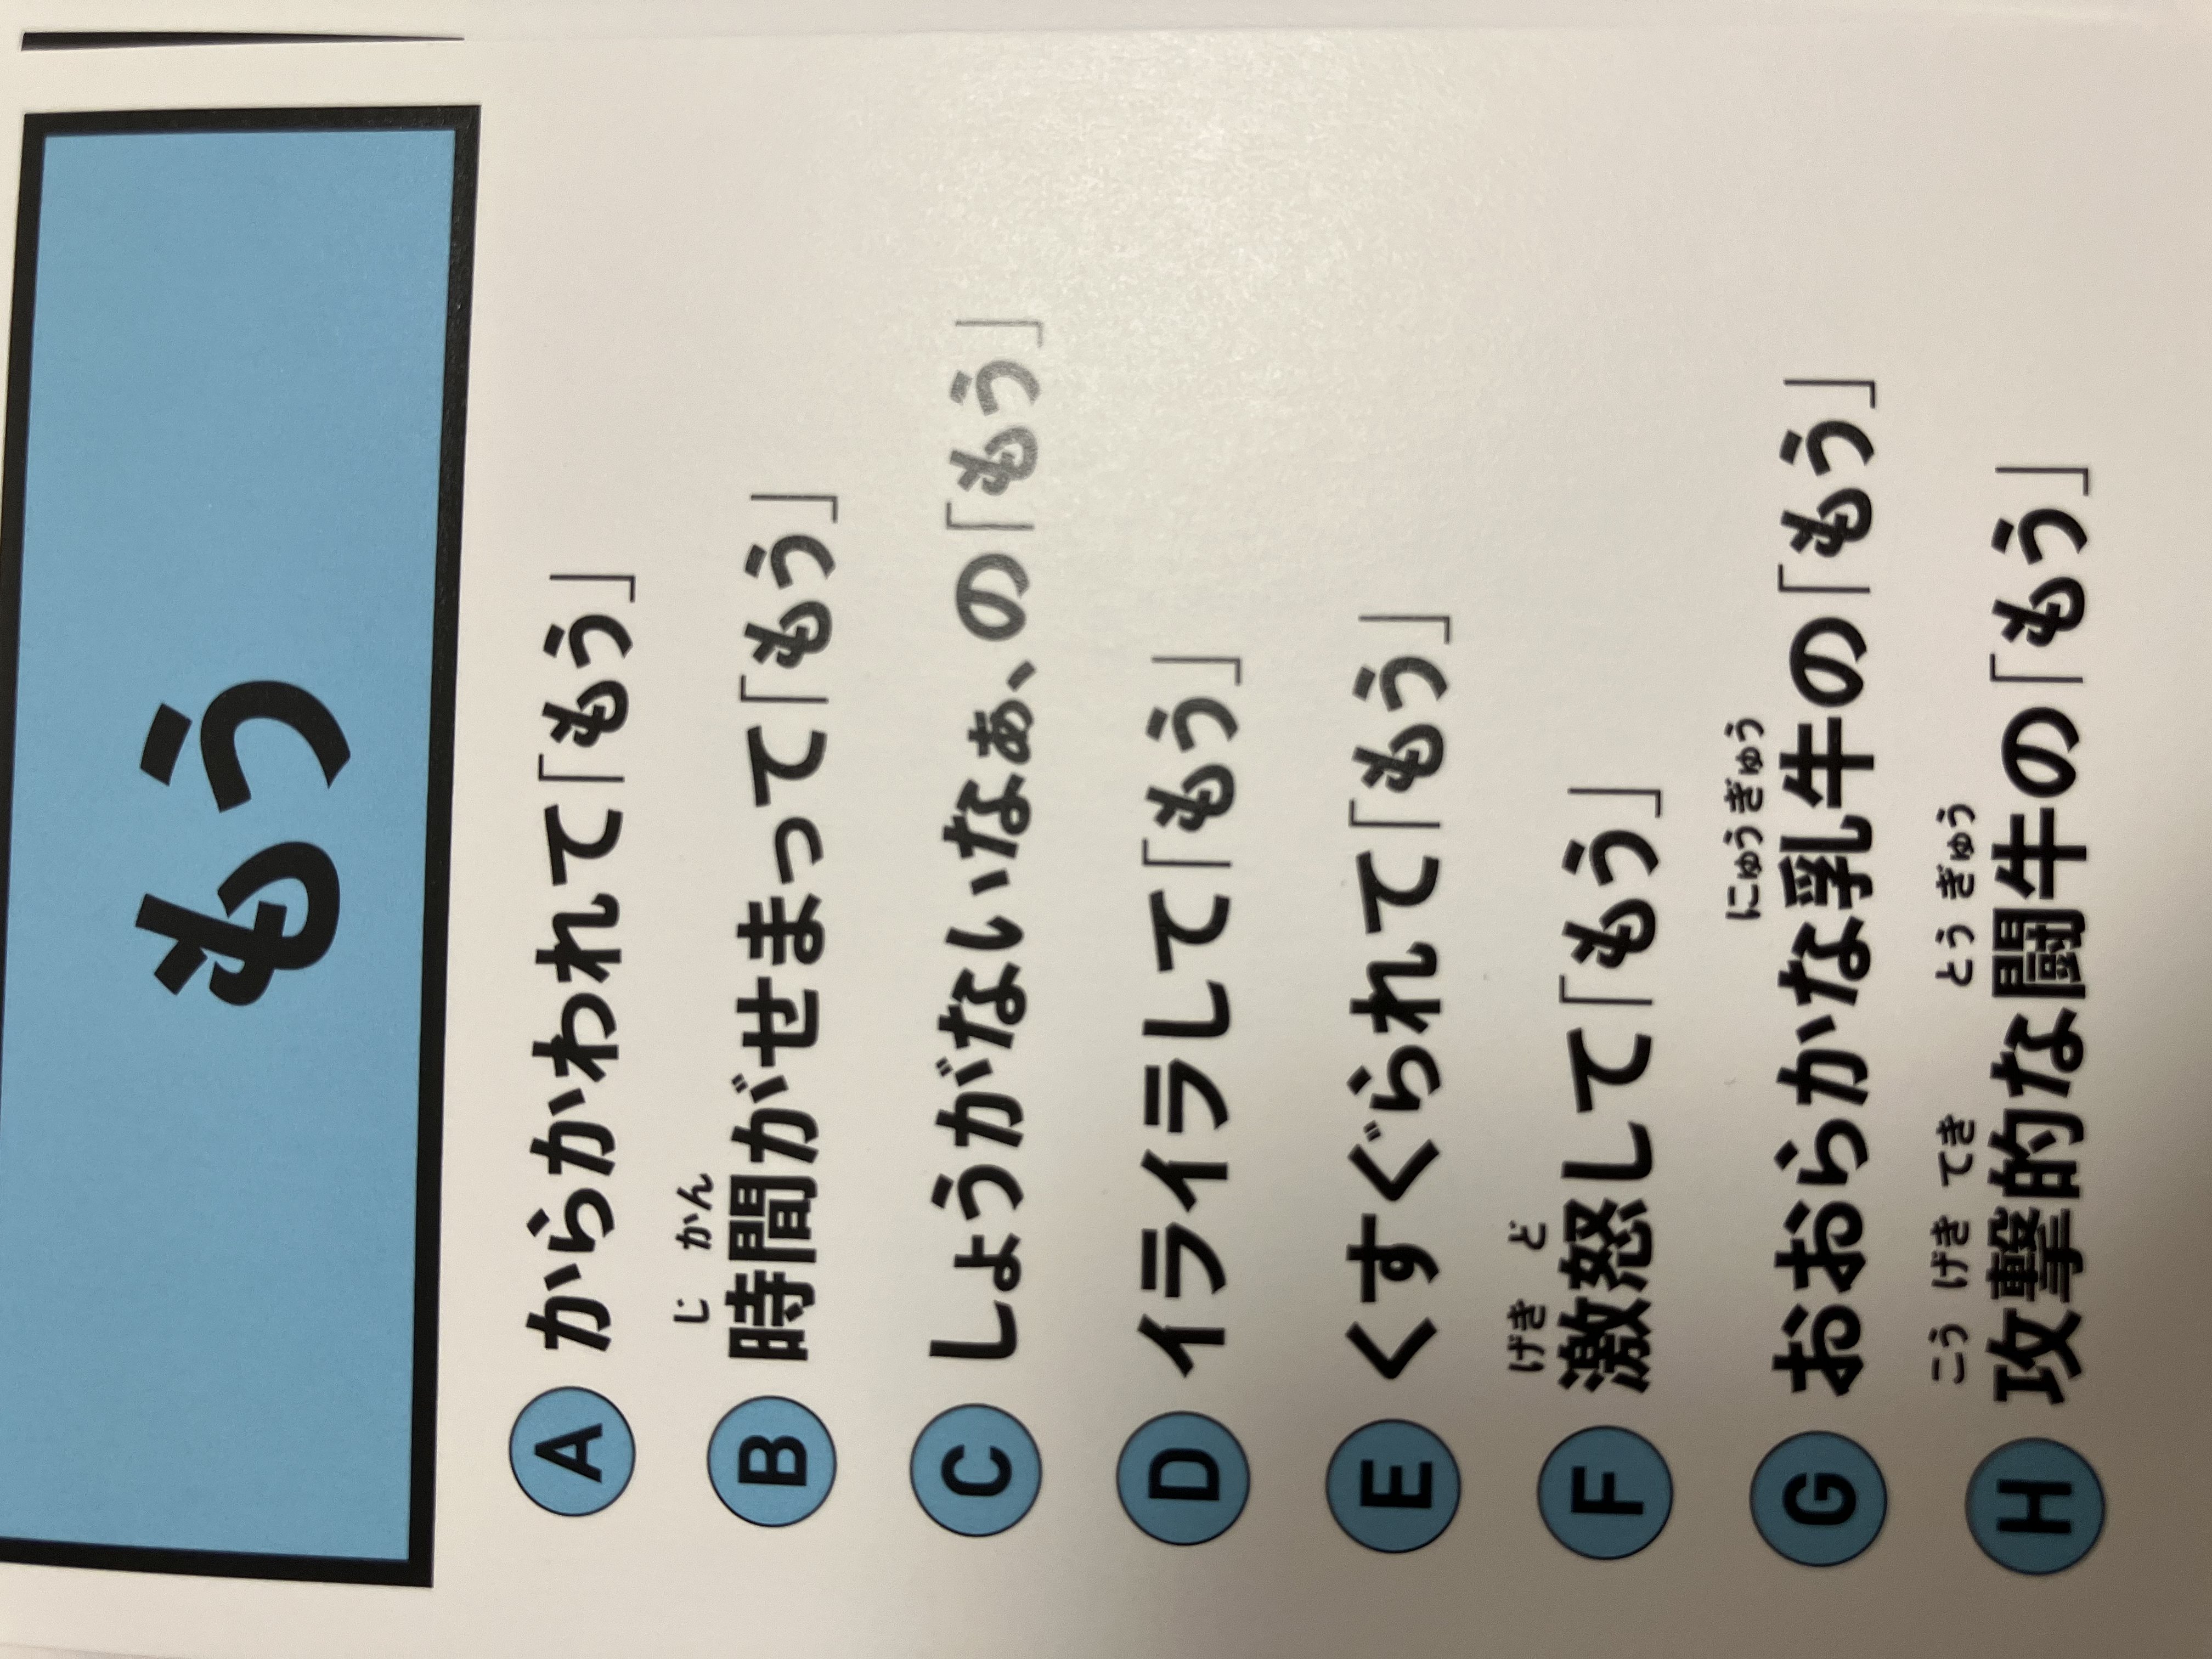 もう
A からかわれて「もう」
じ かん
B 時間がせまって「もう」
C しょうがないなぁ、の「もう」
D イライラして「もう」
E くすぐられて「もう」
げき ど
F 激怒して「もう」
にゅう ぎゅう
G おおらかな乳牛の「もう」
こう げき てき とう ぎゅう
H 攻撃的な闘牛の「もう」